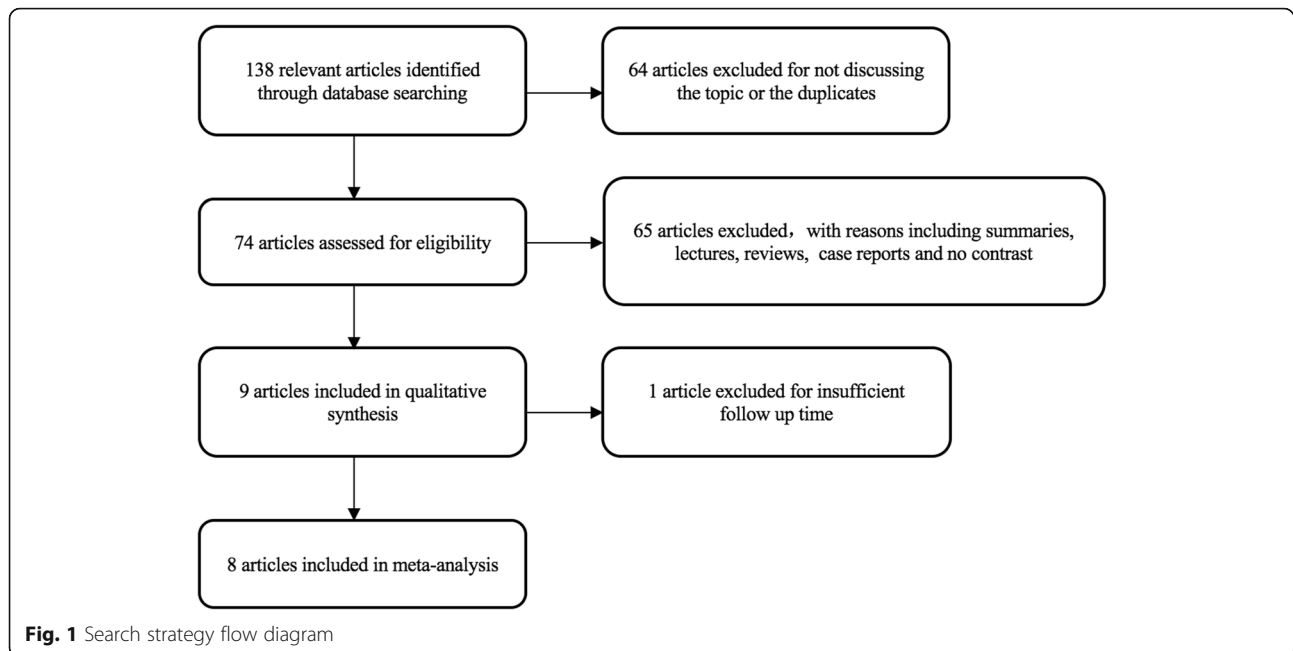 138 relevant articles identified
through database searching
64 articles excluded for not discussing
the topic or the duplicates
74 articles assessed for eligibility
65 articles excluded，with reasons including summaries,
lectures, reviews, case reports and no contrast
9 articles included in qualitative
synthesis
1 article excluded for insufficient
follow up time
8 articles included in meta-analysis
Fig. 1 Search strategy flow diagram